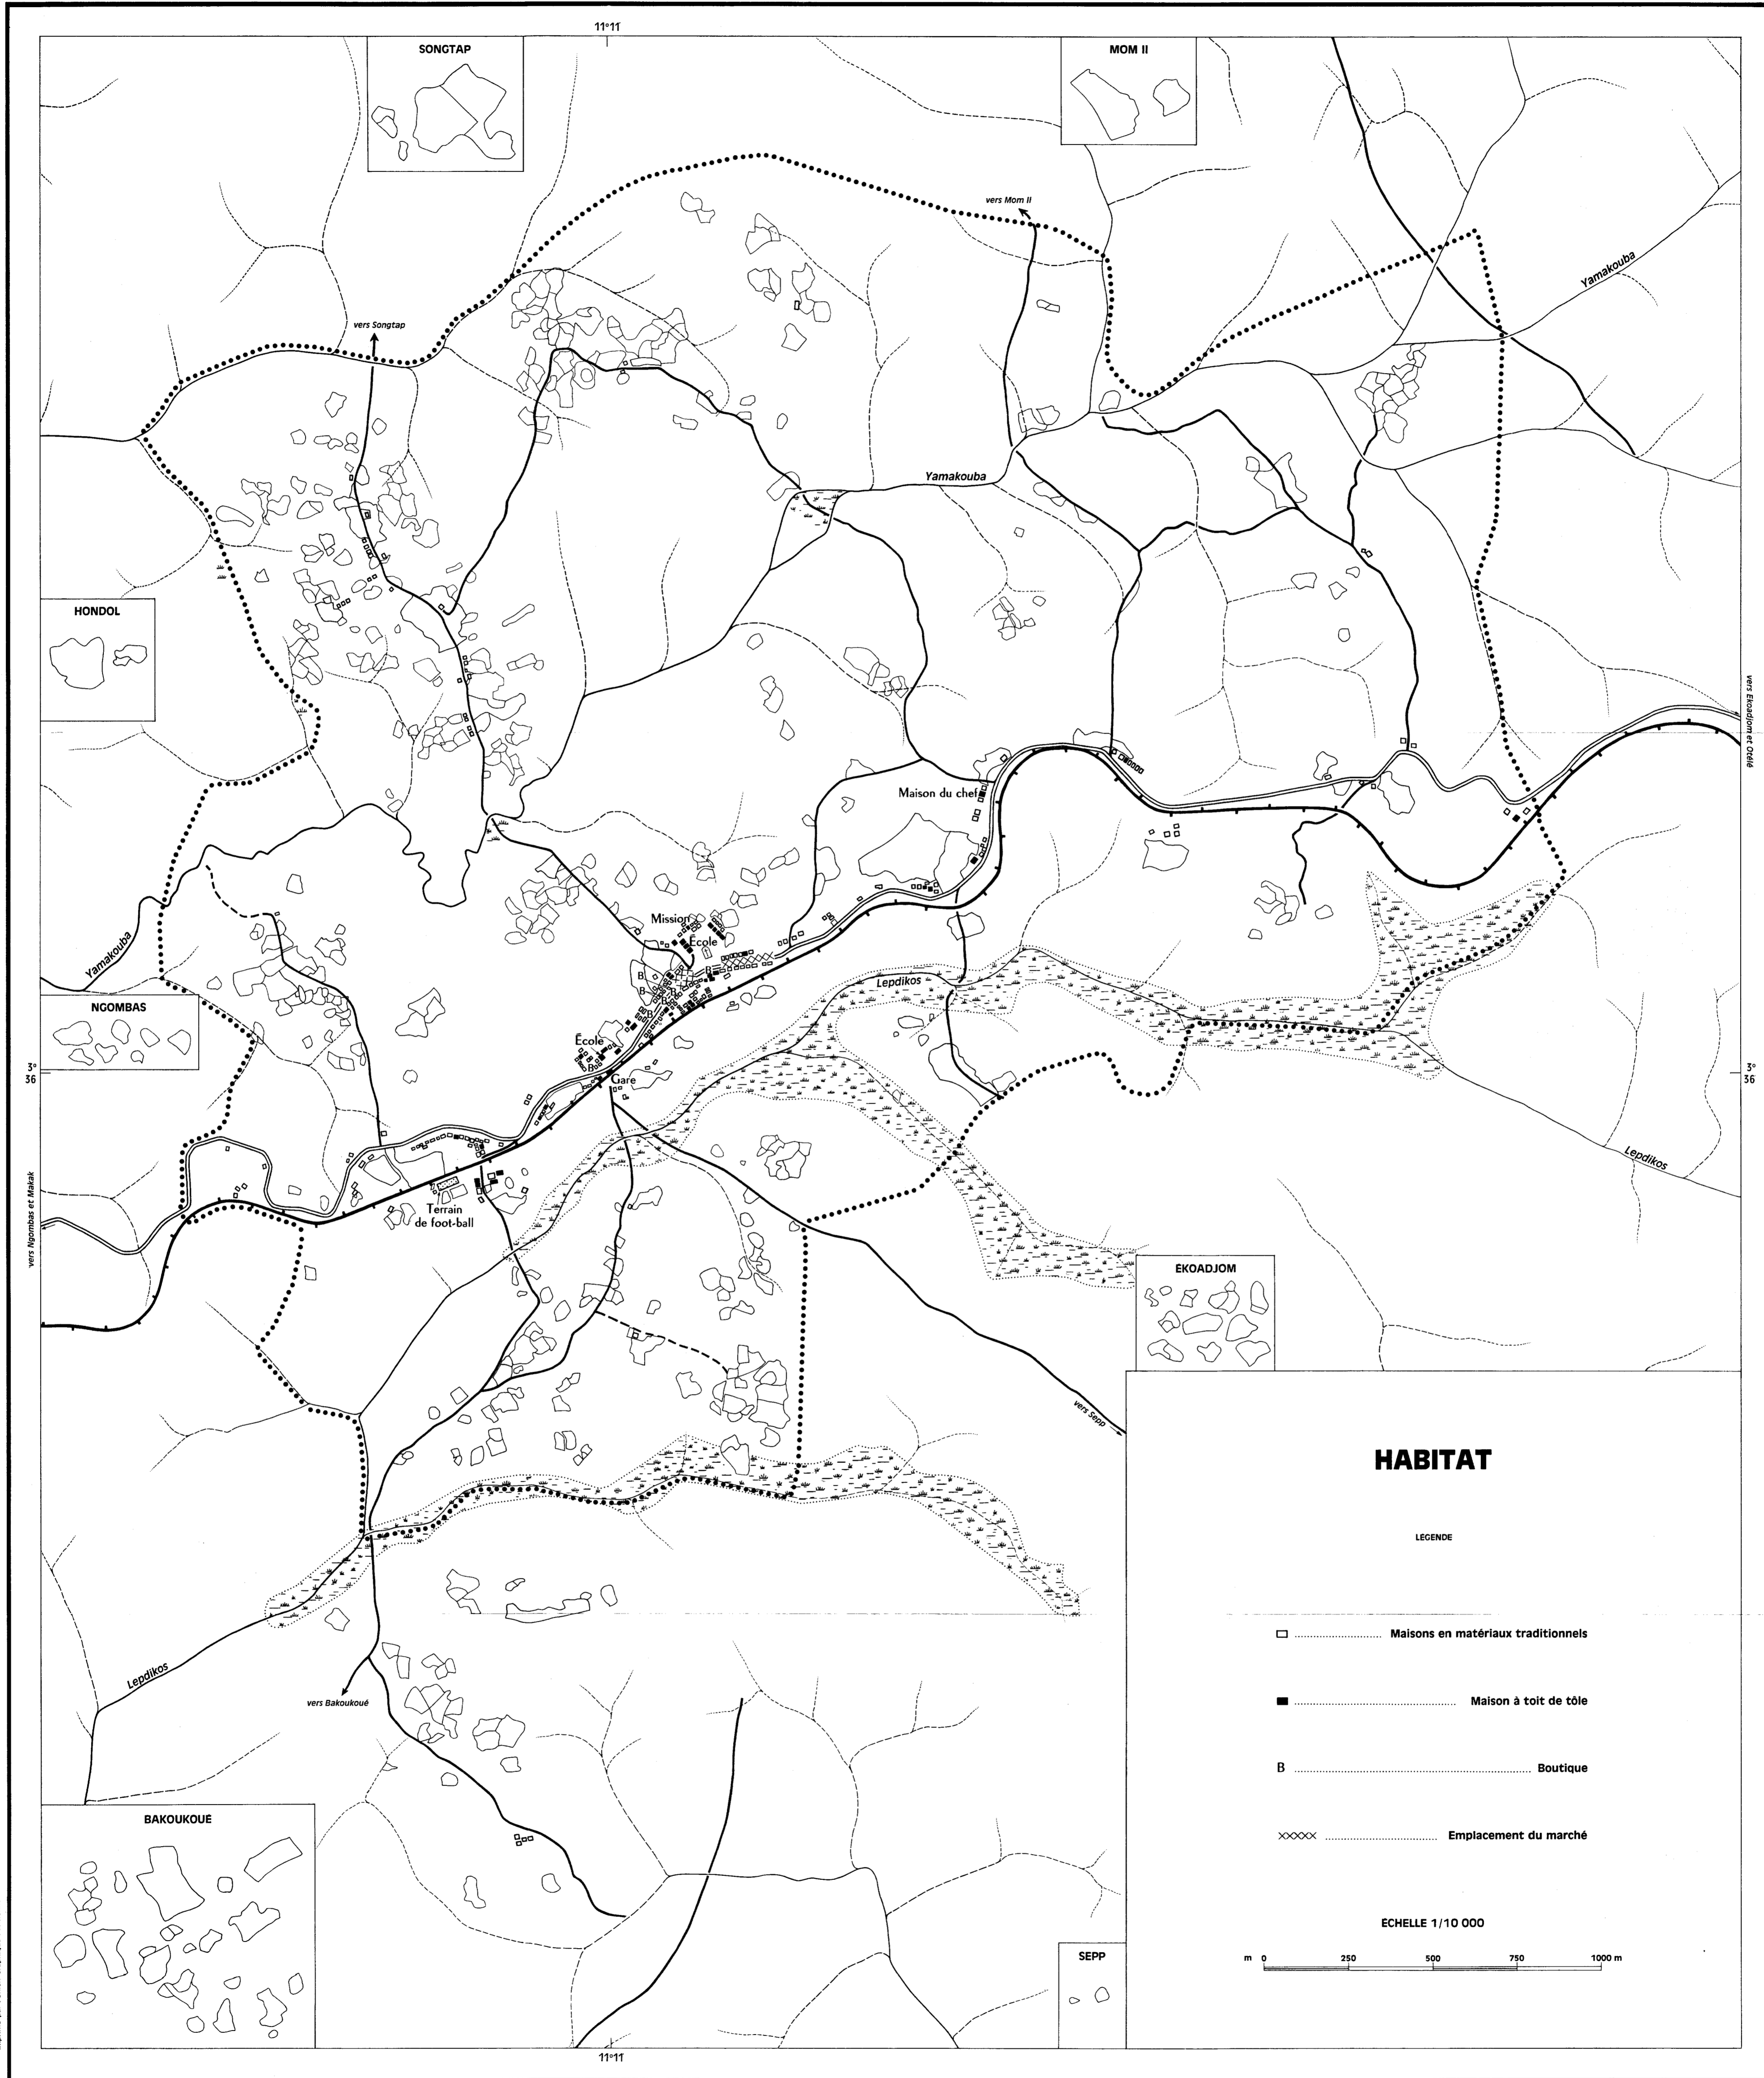 11°11'
SONGTAP
MOM II
vers Mom II
Yamakouba
vers Songtap
Yamakouba
HONDOL
vers Ekoadjom et Otélé
Maison du chef
Mission
École
Yamakouba
Lepdikos
NGOMBAS
B
B
B
B
B
École
B
Gare
3°
36
3°
36
Lepdikos
vers Ngombas et Makak
Terrain
de foot-ball
EKOADJOM
vers Sepp
HABITAT
LEGENDE
Maisons en matériaux traditionnels
Lepdikos
vers Bakoukoué
Maison à toit de tôle
B Boutique
BAKOUKOUÉ
Emplacement du marché
ECHELLE 1/10 000
SEPP
m 0 250 500 750 1000 m
11°11'